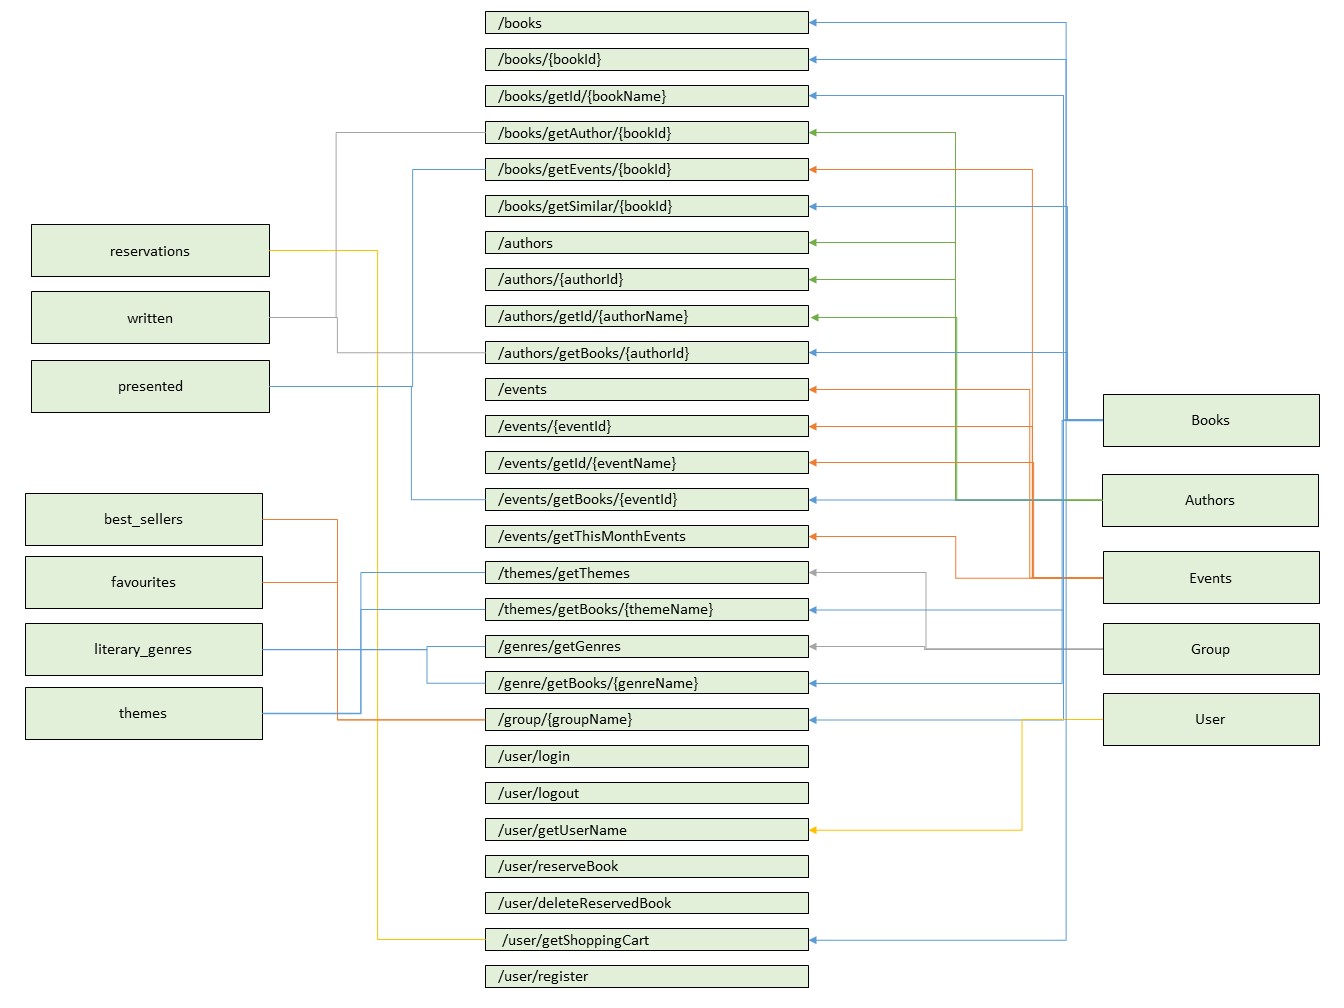 reservations
written
presented
best_sellers
favourites
literary_genres
themes
/books
/books/{bookId}
/books/getId/{bookName}
/books/getAuthor/{bookId}
/books/getEvents/{bookId}
/books/getSimilar/{bookId}
/authors
/authors/{authorId}
/authors/getId/{authorName}
/authors/getBooks/{authorId}
/events
/events/{eventId}
/events/getId/{eventName}
/events/getBooks/{eventId}
/events/getThisMonthEvents
/themes/getThemes
/themes/getBooks/{themeName}
/genres/getGenres
/genre/getBooks/{genreName}
/group/{groupName}
/user/login
/user/logout
/user/getUserName
/user/reserveBook
/user/deleteReservedBook
/user/getShoppingCart
/user/register
Books
Authors
Events
Group
User